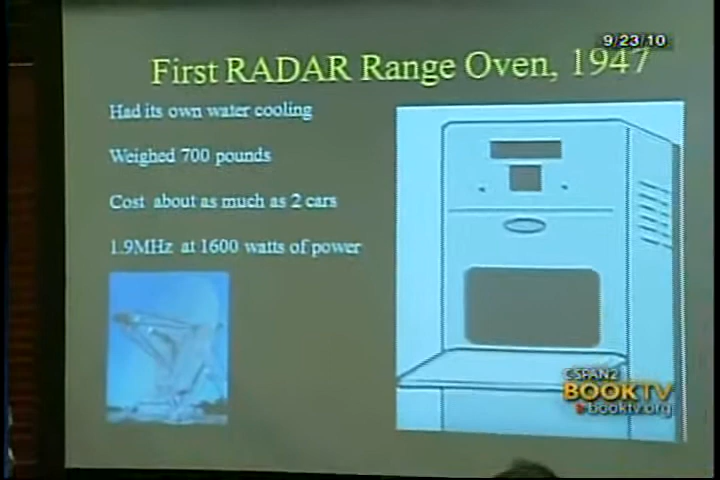 9/23/10
First RADAR Range Oven, 1947
Had its own water cooling
Weighed 700 pounds
Cost about as much as 2 cars
1.9MHz at 1600 watts of power
CSPAN2
BOOKTV
booktv.org